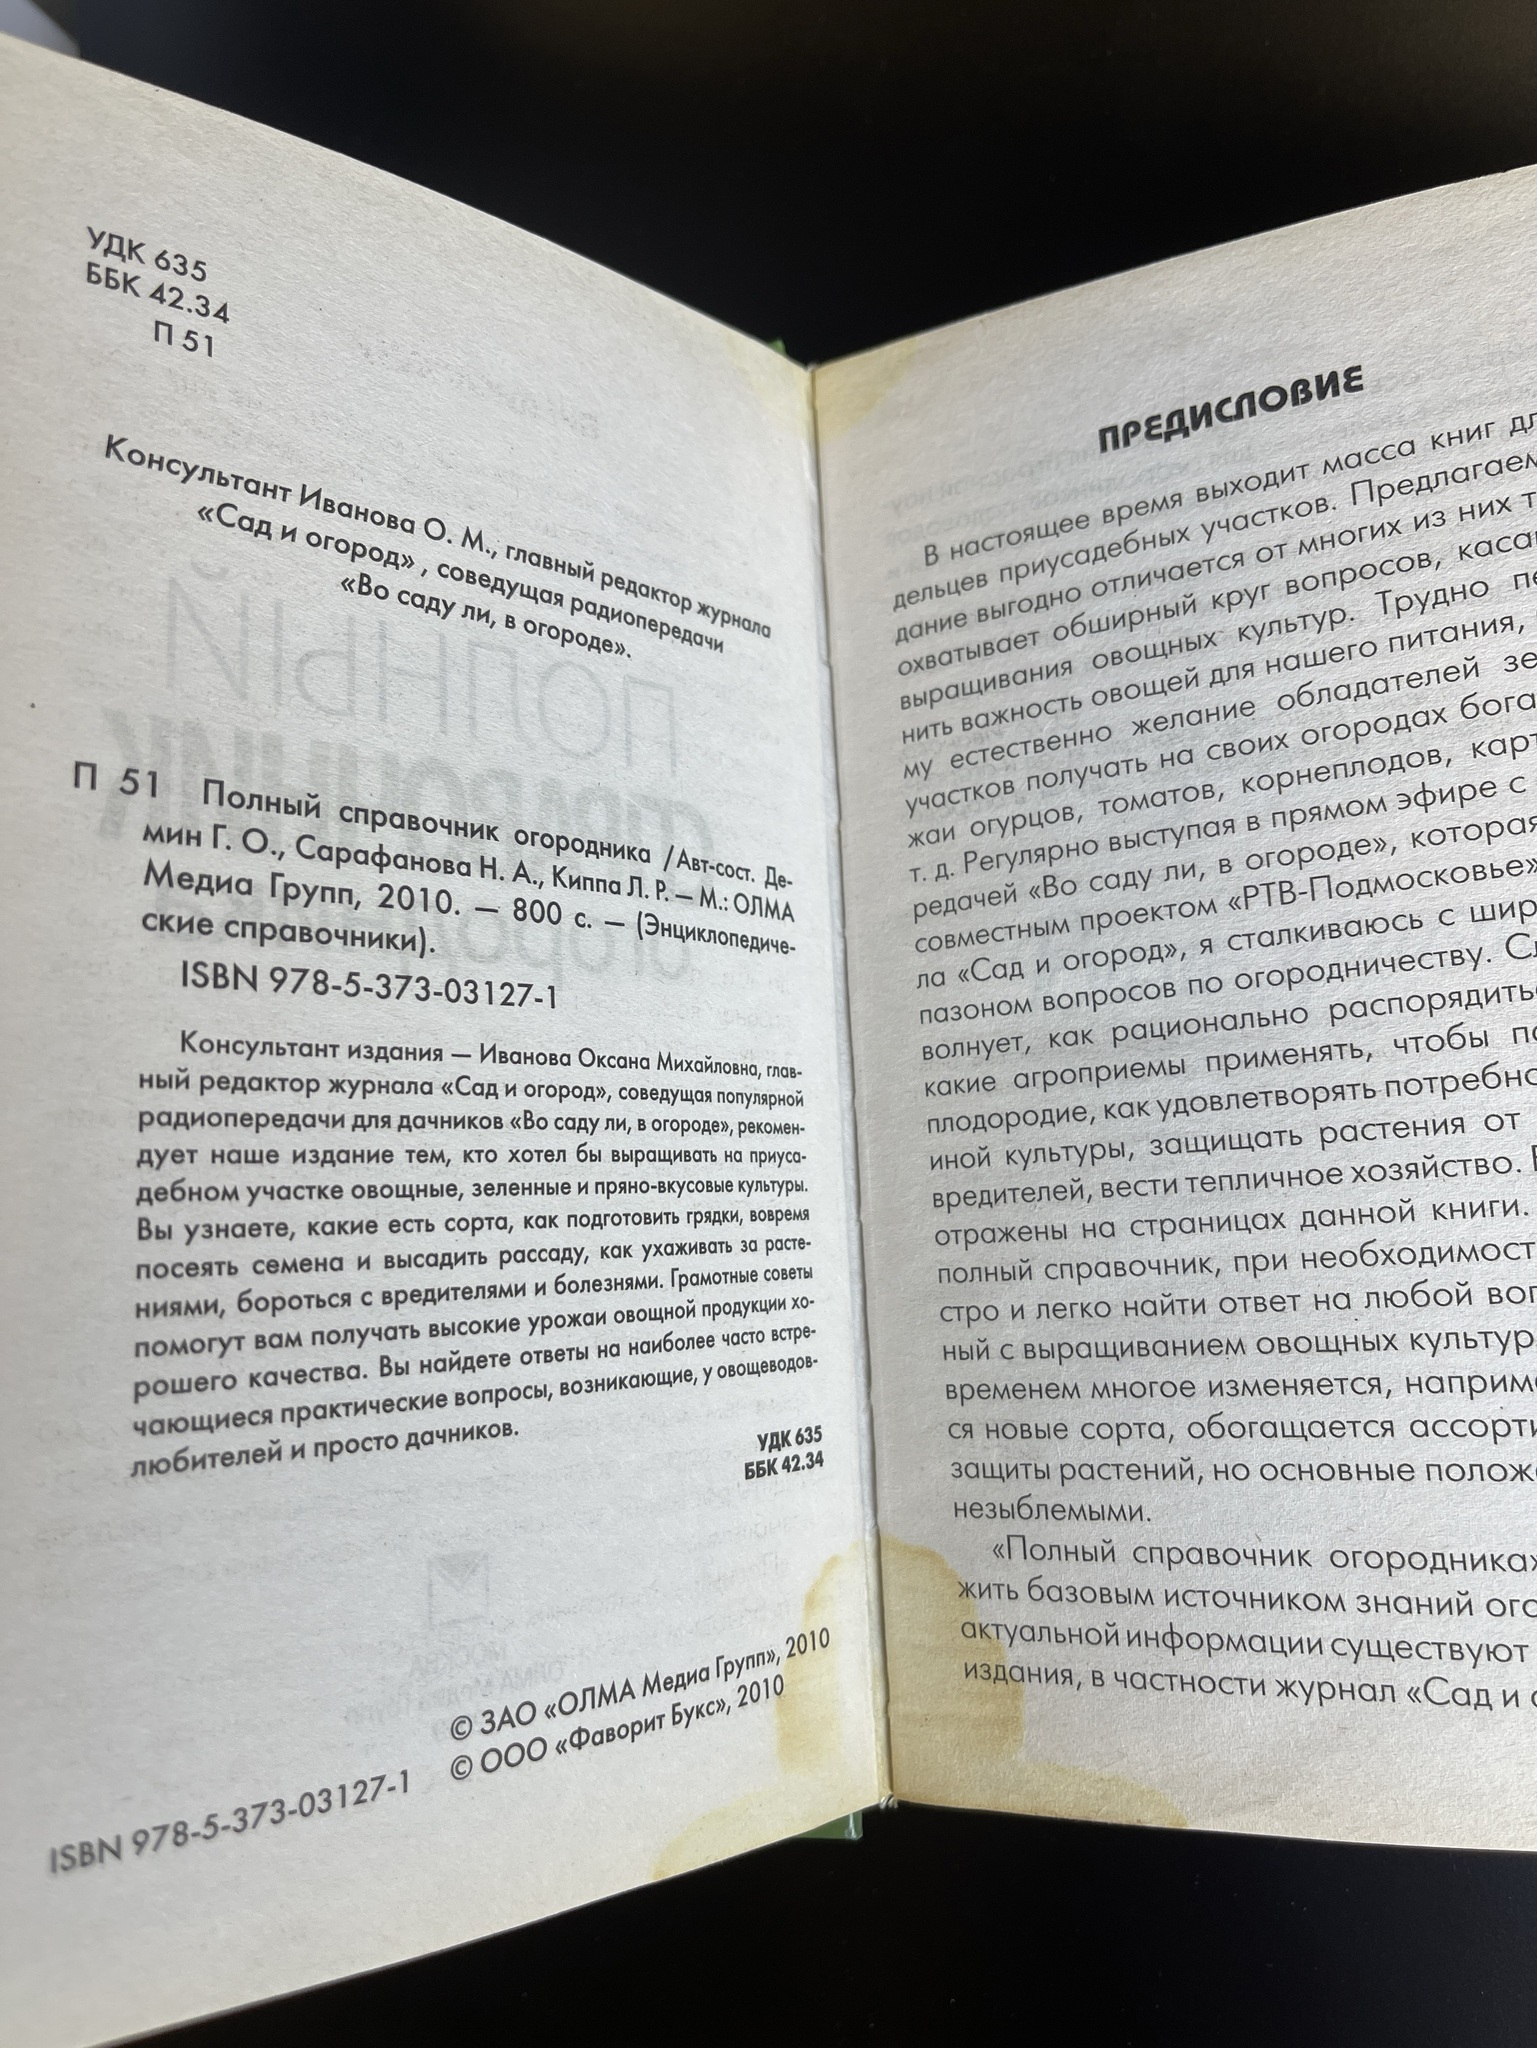 УДК 635
ББК 42.34
П 51
Консультант Иванова О. М., главный редактор журнала
«Сад и огород» , соведущая радиопередачи
«Во саду ли, в огороде».
П 51 Полный справочник огородника /Авт-сост. Де-
мин Г. О., Сарафанова Н. А., Киппа Л. Р. — М.: ОЛМА
Медиа Групп, 2010. — 800 с. — (Энциклопедиче-
ские справочники).
ISBN 978-5-373-03127-1
Консультант издания — Иванова Оксана Михайловна, глав-
ный редактор журнала «Сад и огород», соведущая популярной
радиопередачи для дачников «Во саду ли, в огороде», рекомен-
дует наше издание тем, кто хотел бы выращивать на приуса-
дебном участке овощные, зеленные и пряно-вкусовые культуры.
Вы узнаете, какие есть сорта, как подготовить грядки, вовремя
посеять семена и высадить рассаду, как ухаживать за расте-
ниями, бороться с вредителями и болезнями. Грамотные советы
помогут вам получать высокие урожаи овощной продукции хо-
рошего качества. Вы найдете ответы на наиболее часто встре-
чающиеся практические вопросы, возникающие, у овощеводов-
любителей и просто дачников.
УДК 635
ББК 42.34
© ЗАО «ОЛМА Медиа Групп», 2010
© ООО «Фаворит Букс», 2010
ISBN 978-5-373-03127-1
ПРЕДИСЛОВИЕ
В настоящее время выходит масса книг дл
дельцев приусадебных участков. Предлагаем
дание выгодно отличается от многих из них т
охватывает обширный круг вопросов, каса
выращивания овощных культур. Трудно пе
нить важность овощей для нашего питания,
му естественно желание обладателей зе
участков получать на своих огородах бога
жаи огурцов, томатов, корнеплодов, карт
т. д. Регулярно выступая в прямом эфире с
редачей «Во саду ли, в огороде», которая
совместным проектом «РТВ-Подмосковье»
ла «Сад и огород», я сталкиваюсь с шир
пазоном вопросов по огородничеству. Сл
волнует, как рационально распорядитьс
какие агроприемы применять, чтобы по
плодородие, как удовлетворять потребно
иной культуры, защищать растения от
вредителей, вести тепличное хозяйство.
отражены на страницах данной книги.
полный справочник, при необходимост
стро и легко найти ответ на любой воп
ный с выращиванием овощных культур.
временем многое изменяется, наприме
ся новые сорта, обогащается ассорти
защиты растений, но основные полож
незыблемыми.
«Полный справочник огородника»
жить базовым источником знаний ого
актуальной информации существуют
издания, в частности журнал «Сад и о